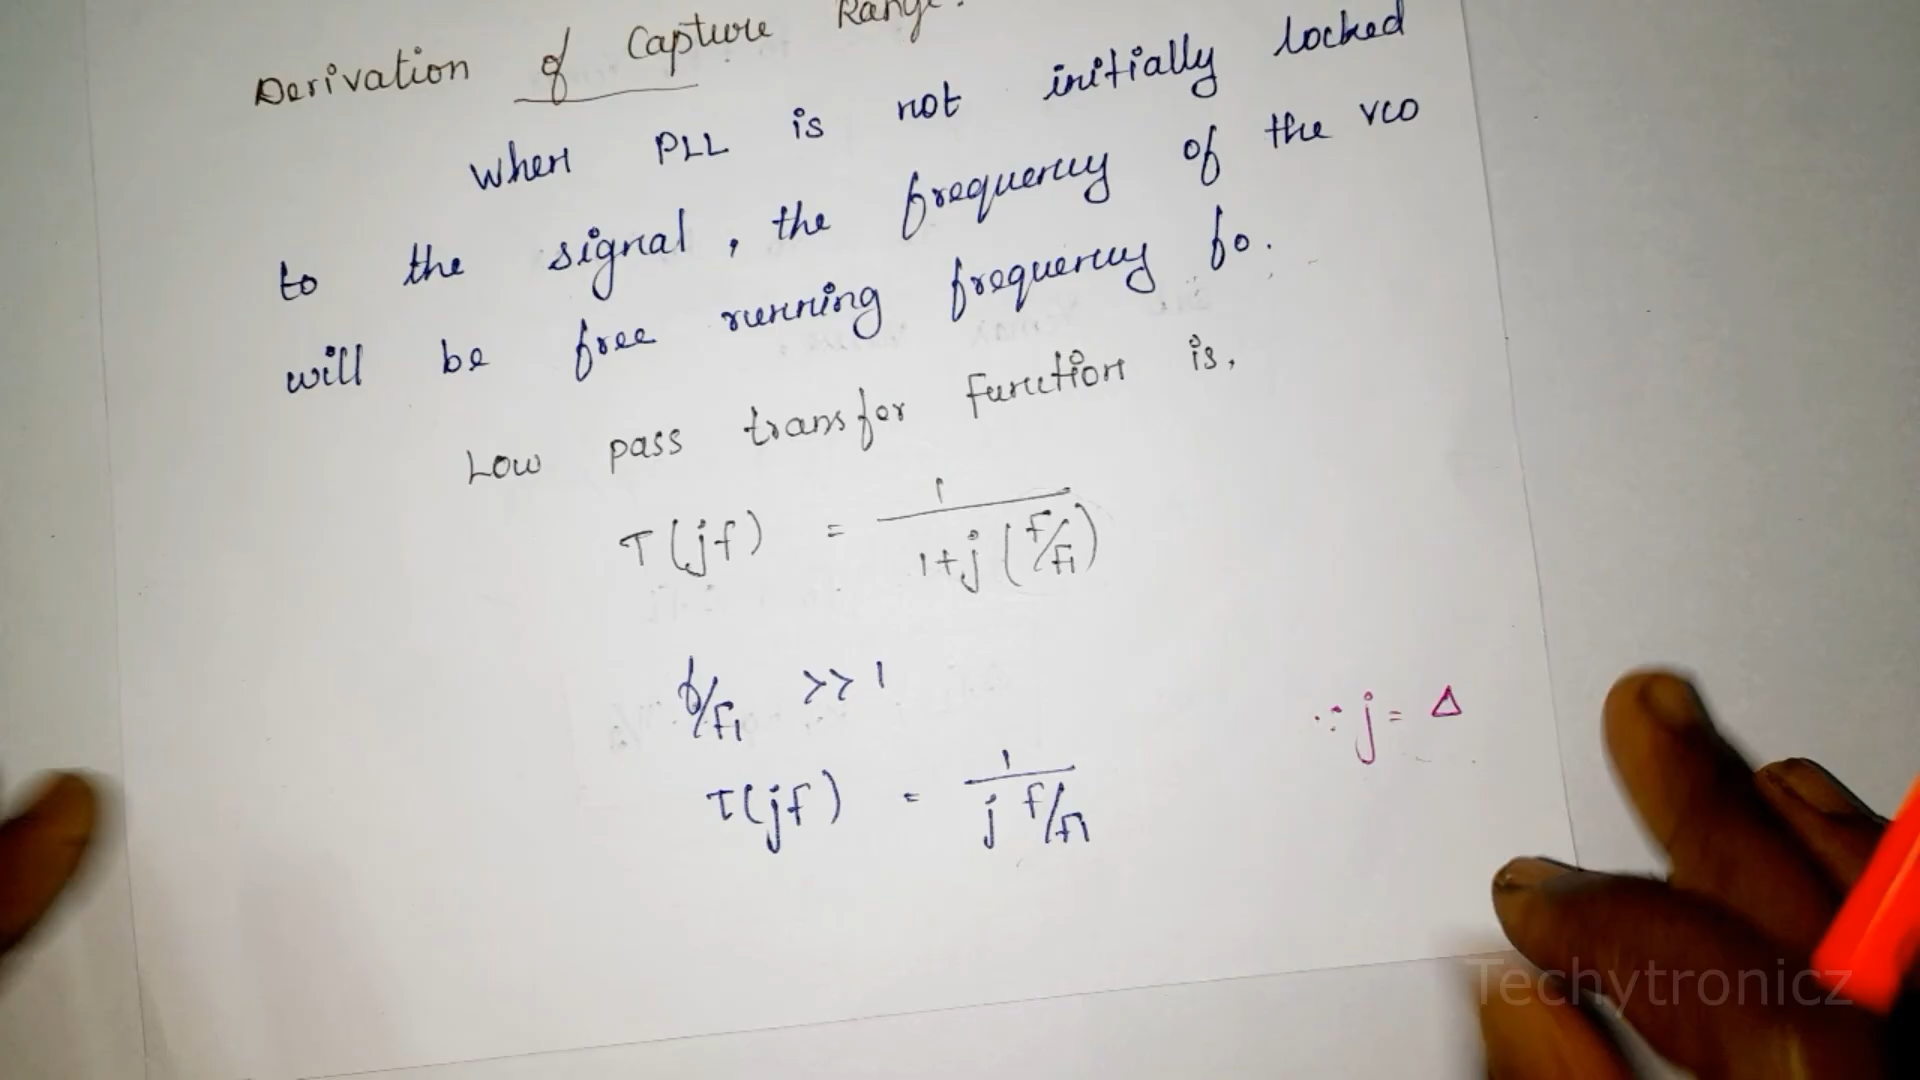 Derivation of Capture Range.
When PLL is not initially locked
to the signal, the frequency of the VCO
will be free running frequency fo.
Low pass transfor function is,
T(jf) = 1 / 1+j (f/f1)
f/f1 >> 1
∵ j = Δ
T(jf) = 1 / j f/f1
Techytronicz